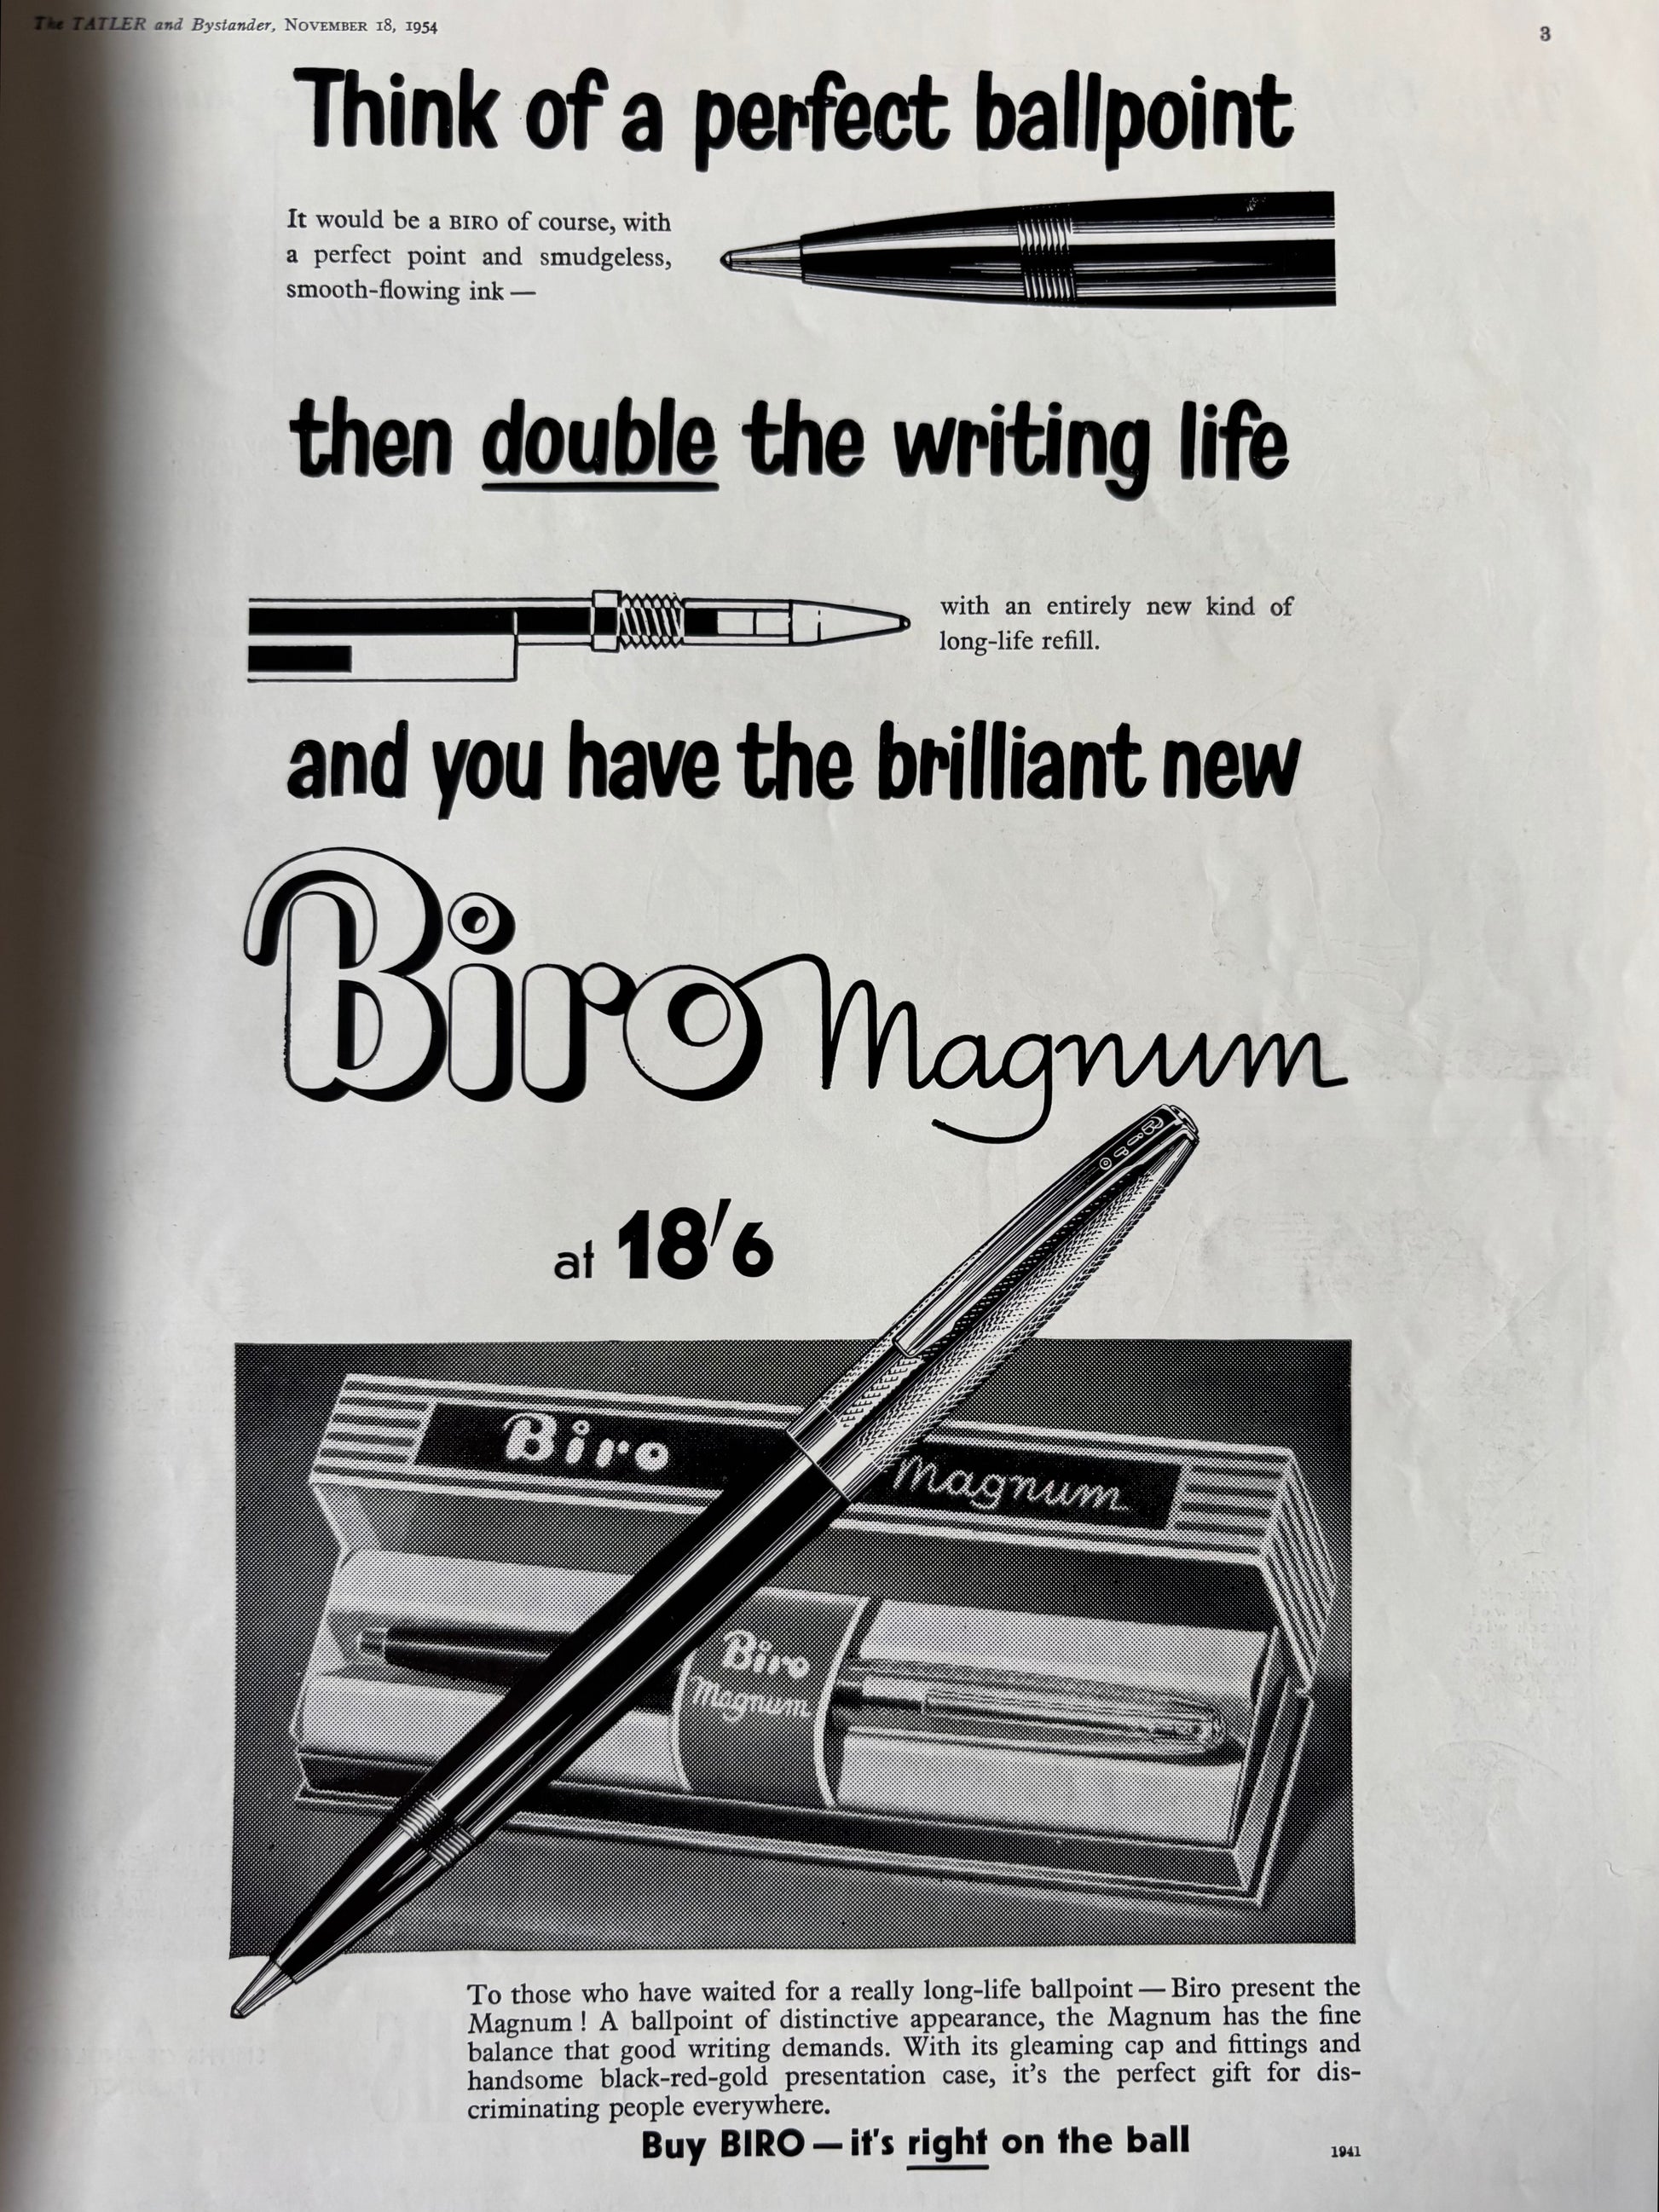 The TATLER and Bystander, NOVEMBER 18, 1954
3
Think of a perfect ballpoint
It would be a BIRO of course, with
a perfect point and smudgeless,
smooth-flowing ink —
then double the writing life
with an entirely new kind of
long-life refill.
and you have the brilliant new
Biro Magnum
Biro
at 18'6
Biro Magnum
Biro
Magnum
To those who have waited for a really long-life ballpoint — Biro present the
Magnum ! A ballpoint of distinctive appearance, the Magnum has the fine
balance that good writing demands. With its gleaming cap and fittings and
handsome black-red-gold presentation case, it's the perfect gift for dis-
criminating people everywhere.
Buy BIRO — it's right on the ball
1941